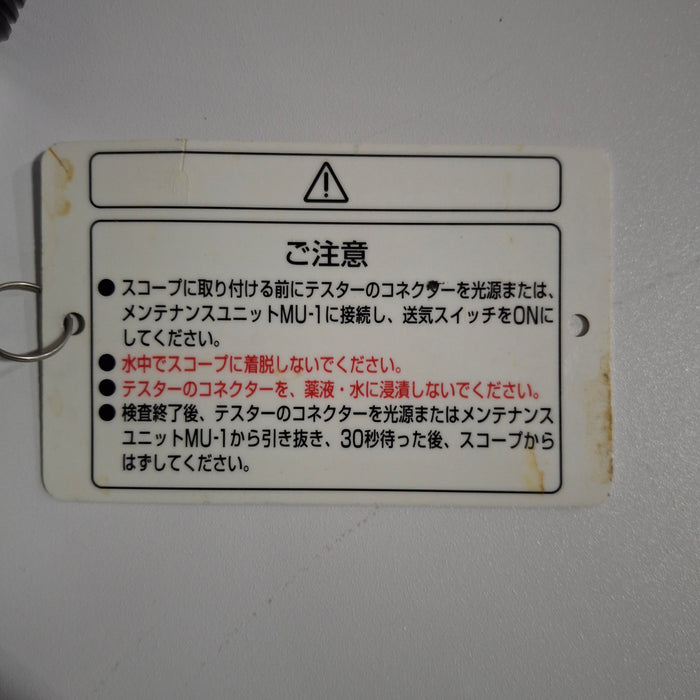 ご注意
●スコープに取り付ける前にテスターのコネクターを光源または、
メンテナンスユニットMU-1に接続し、送気スイッチをONに
してください。
●水中でスコープに着脱しないでください。
●テスターのコネクターを、薬液・水に浸漬しないでください。
●検査終了後、テスターのコネクターを光源またはメンテナンス
ユニットMU-1から引き抜き、30秒待った後、スコープから
はずしてください。